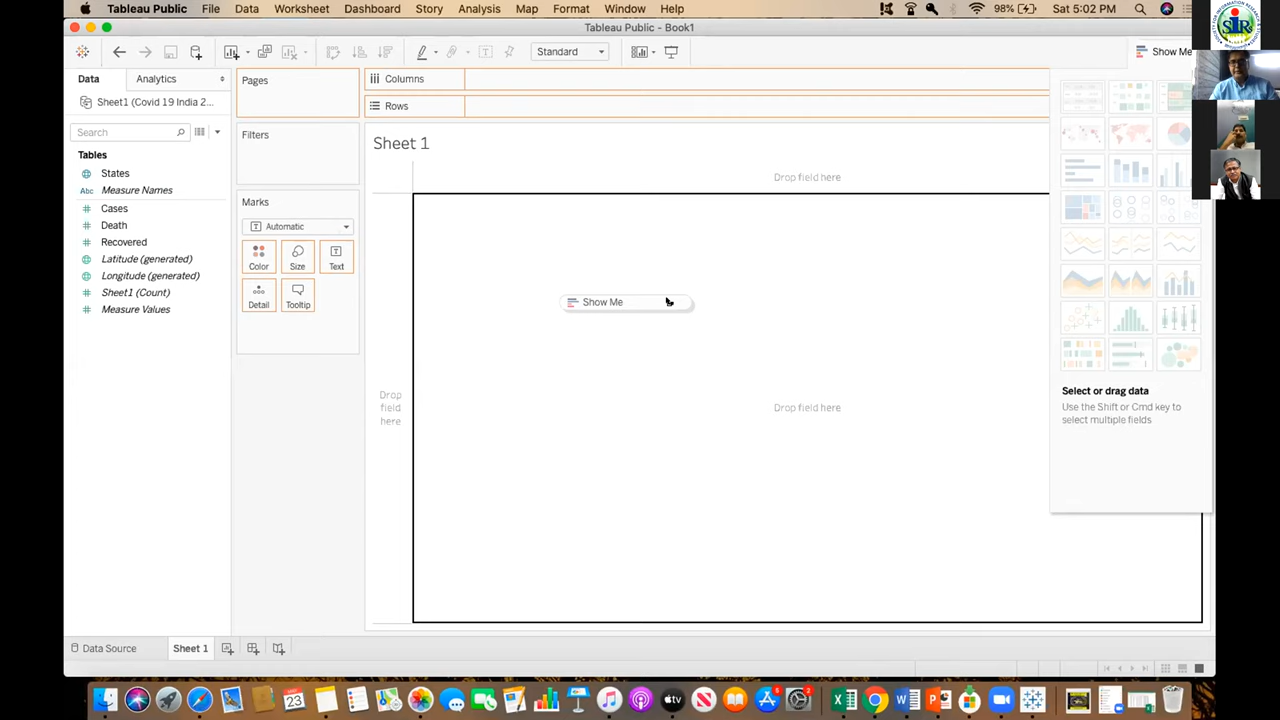 Tableau Public File Data Worksheet Dashboard Story Analysis Map Format Window Help 98% Sat 5:02 PM
Tableau Public - Book1
Standard
Show Me
Data Analytics
Pages
Columns
Sheet1 (Covid 19 India 2...
Rows
Search
Filters
Sheet 1
Tables
States
Abc Measure Names
Drop field here
Marks
Cases
Automatic
Death
Recovered
Color Size Text
Latitude (generated)
Longitude (generated)
Sheet1 (Count)
Detail Tooltip
Show Me
Measure Values
Drop
field
here
Drop field here
Select or drag data
Use the Shift or Cmd key to
select multiple fields
Data Source Sheet 1
23
tv